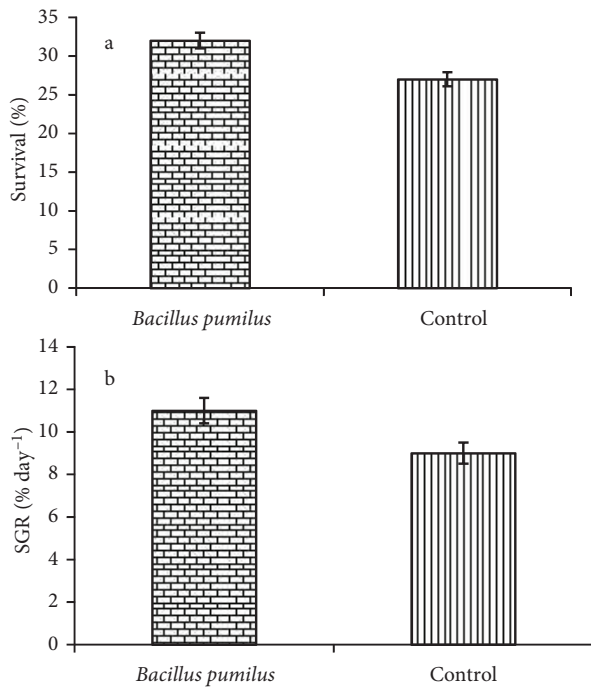 35
a
30
25
20
15
10
5
0
Survival (%)
Bacillus pumilus Control
14
b
12
10
8
6
4
2
0
SGR (% day⁻¹)
Bacillus pumilus Control